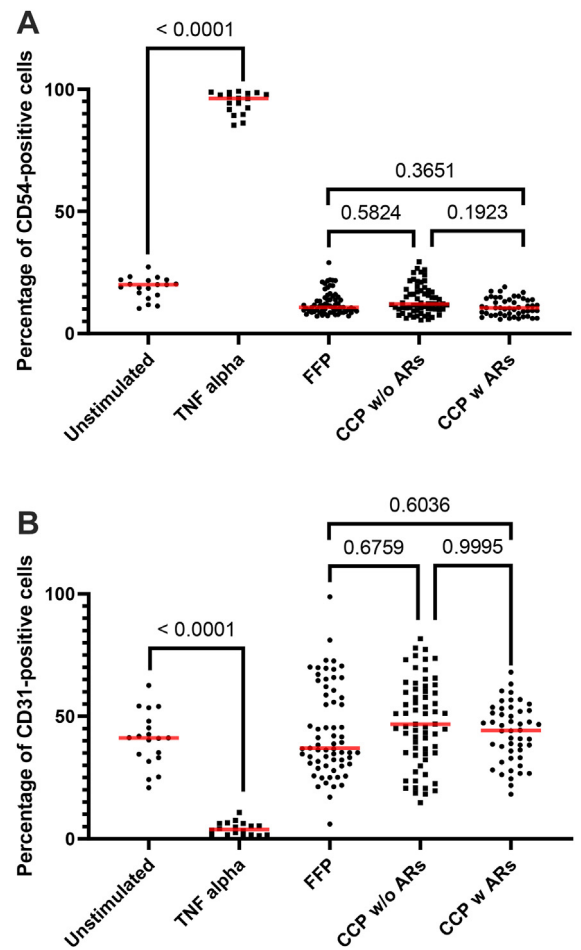 A
< 0.0001
Percentage of CD54-positive cells
100
50
0
0.3651
0.5824
0.1923
Unstimulated
TNF alpha
FFP
CCP w/o ARs
CCP w ARs
B
0.6036
0.6759
0.9995
< 0.0001
Percentage of CD31-positive cells
100
50
0
Unstimulated
TNF alpha
FFP
CCP w/o ARs
CCP w ARs